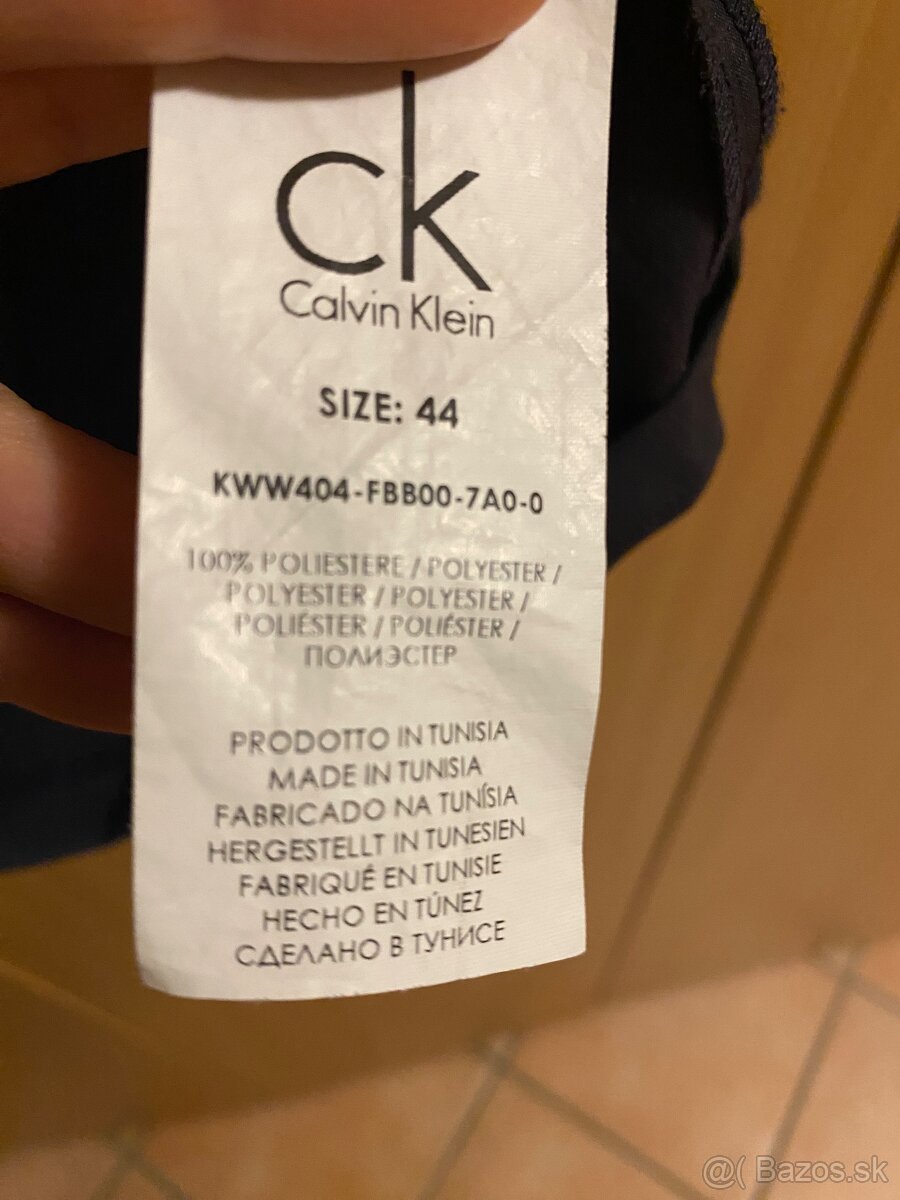 ck
Calvin Klein
SIZE: 44
KWW404-FBB00-7A0-0
100% POLIESTERE / POLYESTER /
POLYESTER / POLYESTER /
POLIÉSTER / POLIÉSTER /
ПОЛИЭСТЕР
PRODOTTO IN TUNISIA
MADE IN TUNISIA
FABRICADO NA TUNÍSIA
HERGESTELLT IN TUNESIEN
FABRIQUÉ EN TUNISIE
HECHO EN TÚNEZ
СДЕЛАНО В ТУНИСЕ
@( Bazos.sk